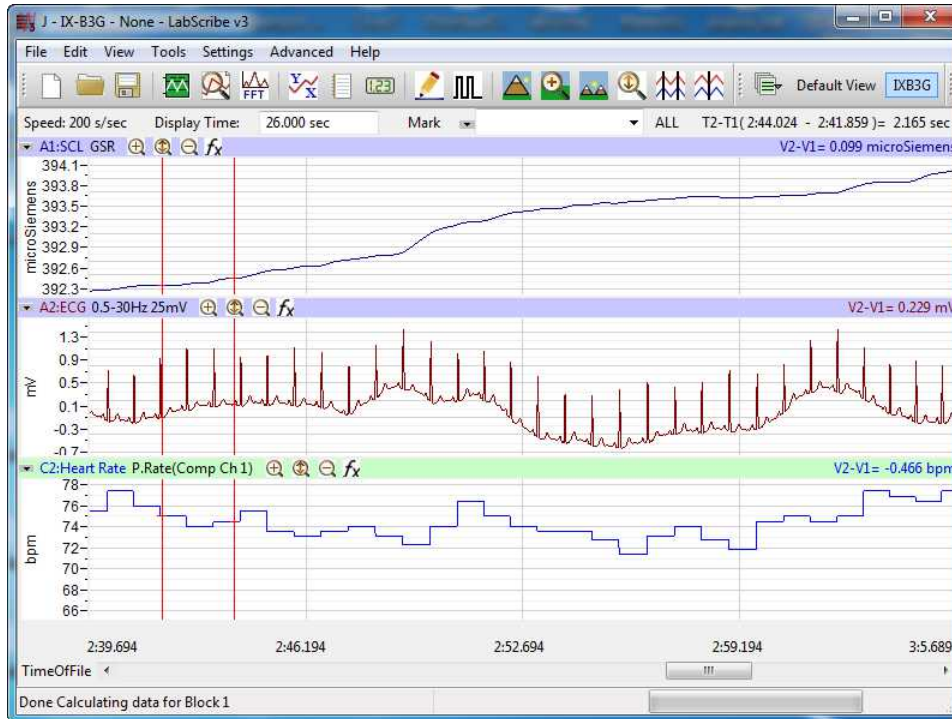 J - IX-B3G - None - LabScribe v3
File Edit View Tools Settings Advanced Help
FFT Y X 123 Default View IXB3G
Speed: 200 s/sec Display Time: 26.000 sec Mark ALL T2-T1( 2:44.024 - 2:41.859 )= 2.165 sec
A1:SCL GSR fx V2-V1= 0.099 microSiemens
microSiemens
394.1
393.8
393.5
393.2
392.9
392.6
392.3
A2:ECG 0.5-30Hz 25mV fx V2-V1= 0.229 mV
mV
1.3
0.9
0.5
0.1
-0.3
-0.7
C2:Heart Rate P.Rate(Comp Ch 1) fx V2-V1= -0.466 bpm
bpm
78
76
74
72
70
68
66
2:39.694 2:46.194 2:52.694 2:59.194 3:5.689
TimeOfFile
Done Calculating data for Block 1